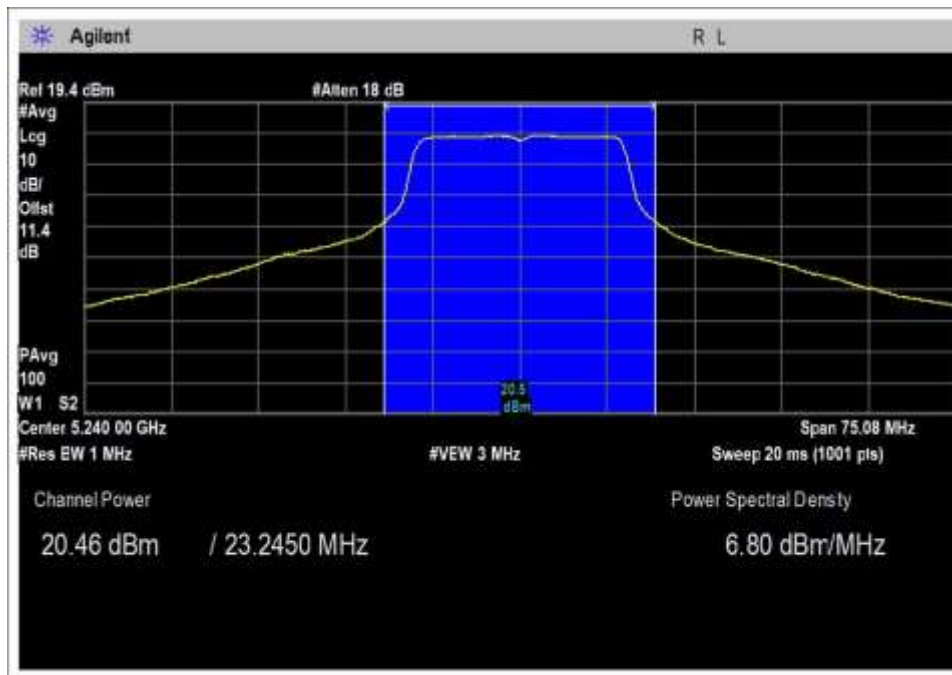 Agilent R L
Ref 19.4 dBm #Atten 18 dB
#Avg
Log
10
dB/
Offst
11.4
dB
PAvg
100
W1 S2
20.5
dBm
Center 5.240 00 GHz Span 75.08 MHz
#Res BW 1 MHz #VBW 3 MHz Sweep 20 ms (1001 pts)
Channel Power Power Spectral Density
20.46 dBm / 23.2450 MHz 6.80 dBm/MHz